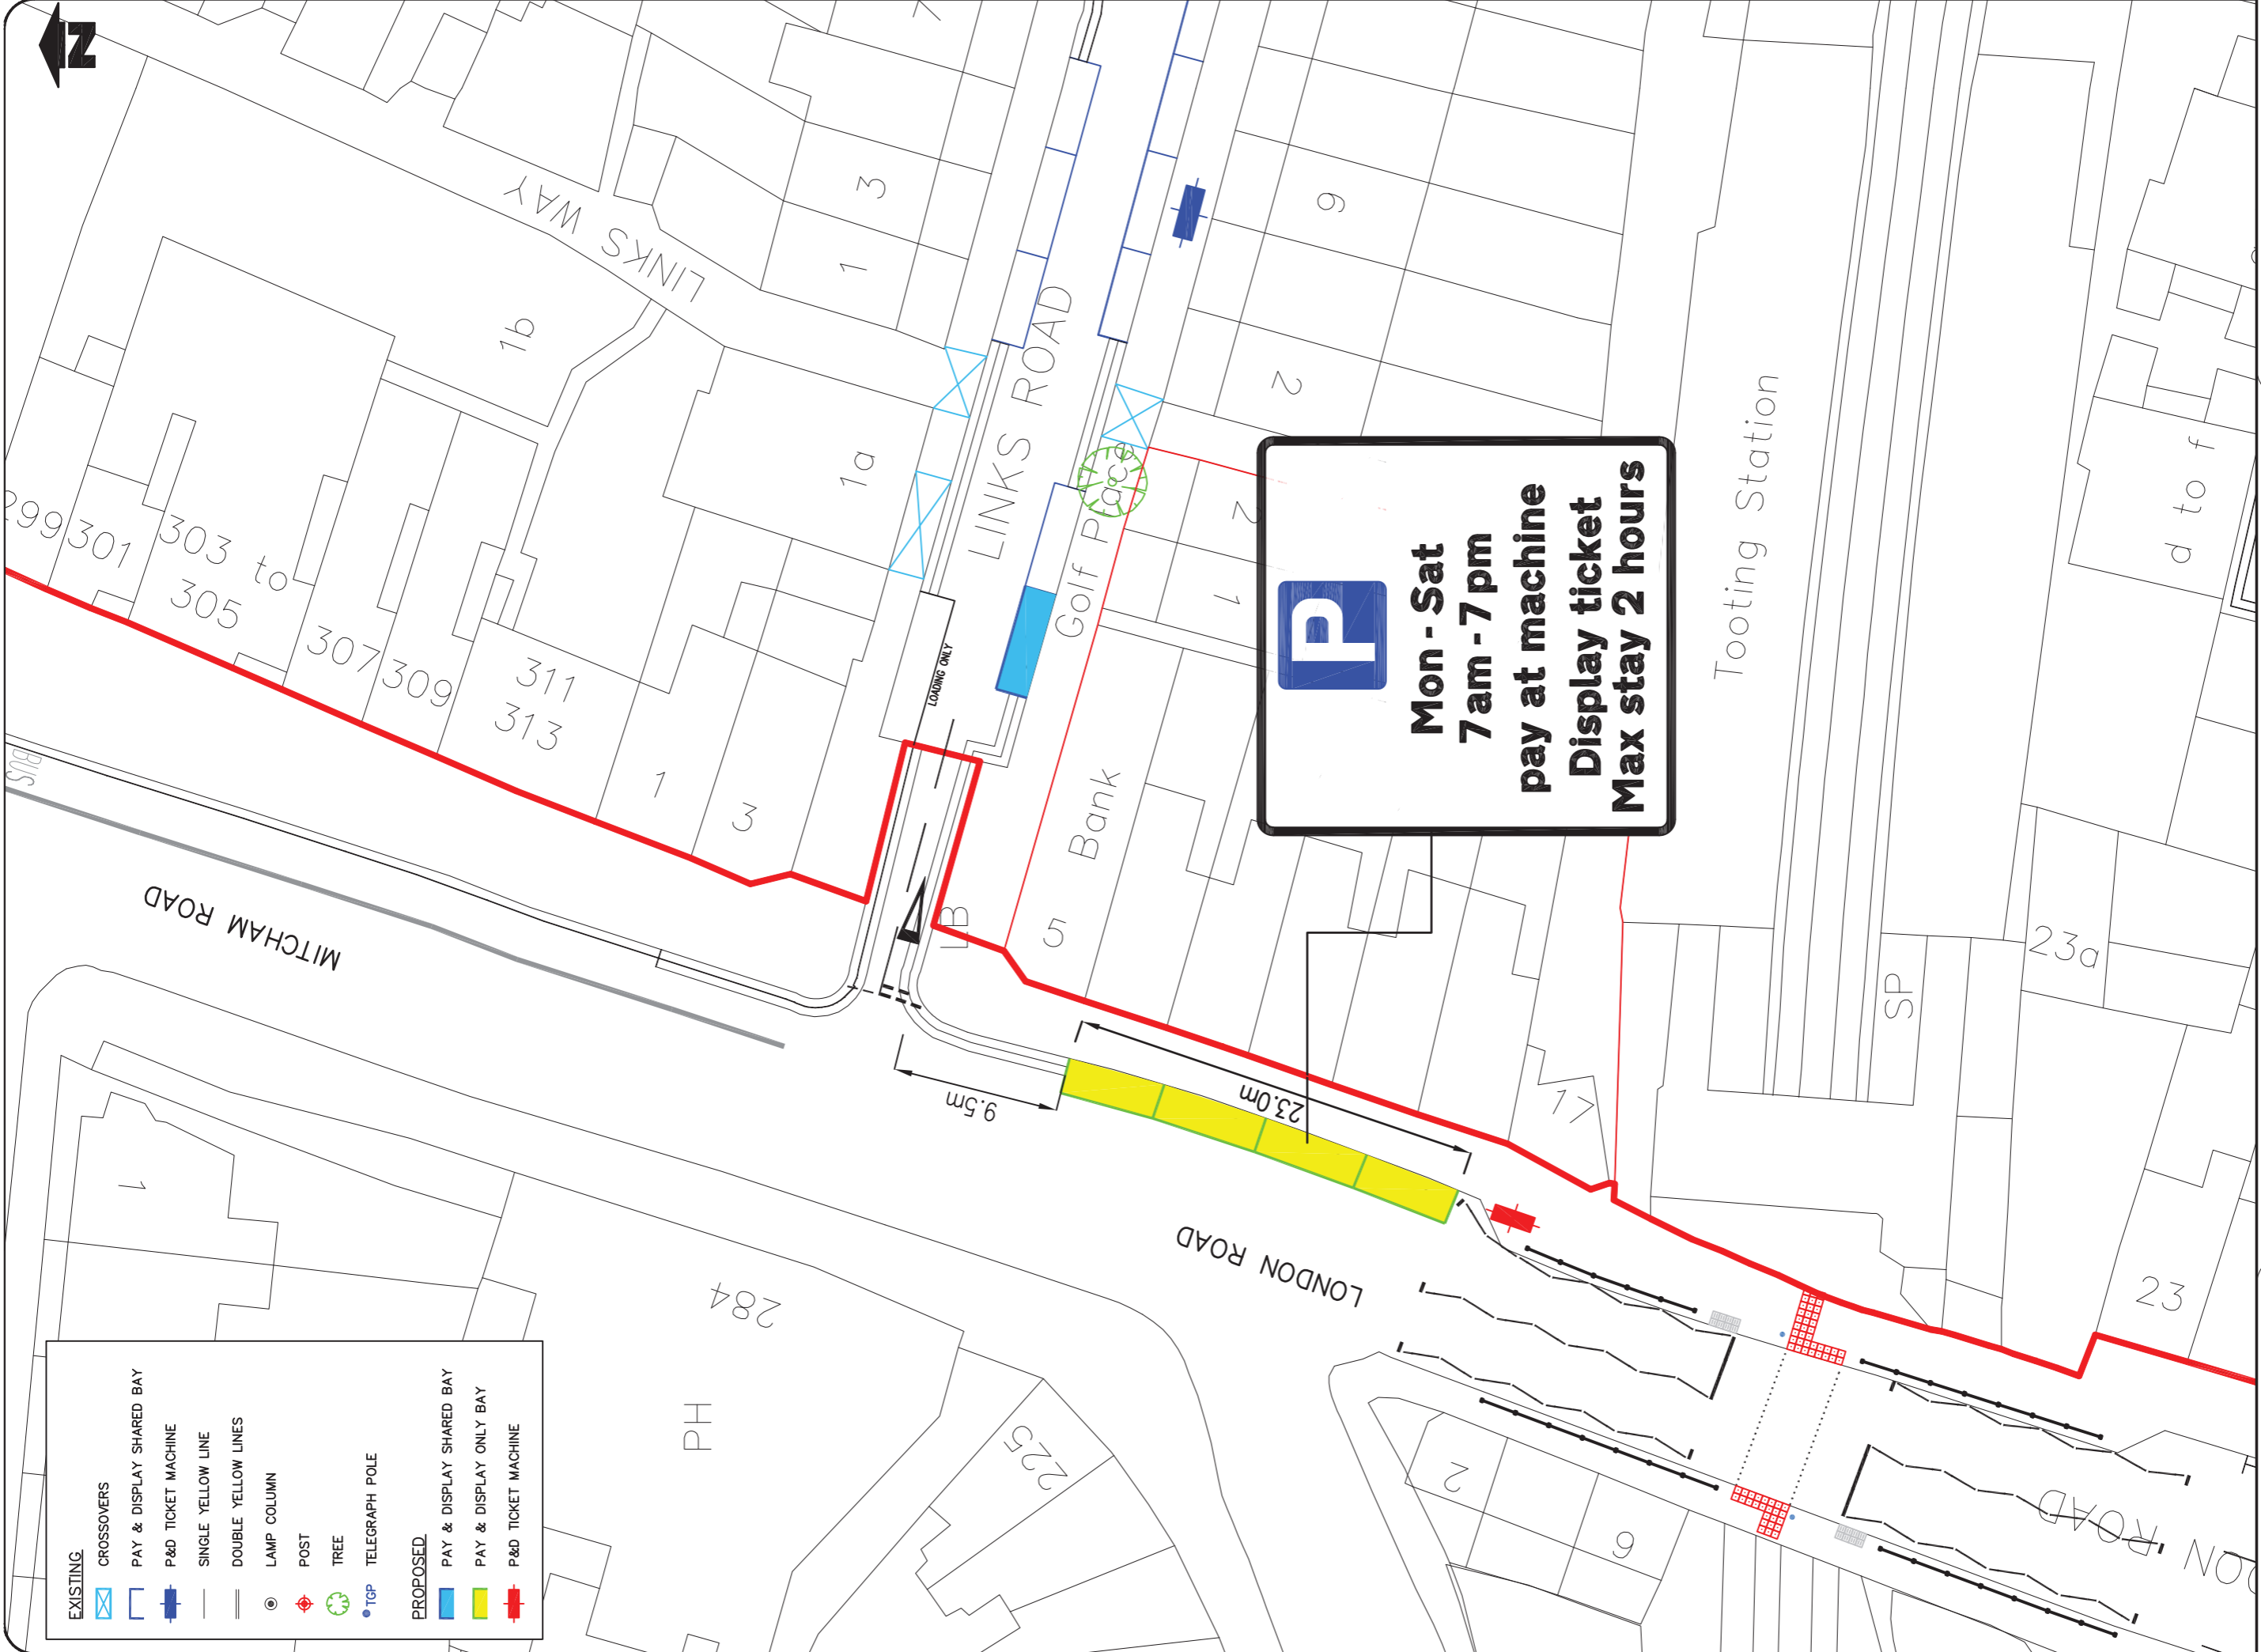 N
EXISTING
CROSSOVERS
PAY & DISPLAY SHARED BAY
P&D TICKET MACHINE
SINGLE YELLOW LINE
DOUBLE YELLOW LINES
LAMP COLUMN
POST
TREE
TGP TELEGRAPH POLE
PROPOSED
PAY & DISPLAY SHARED BAY
PAY & DISPLAY ONLY BAY
P&D TICKET MACHINE
P
Mon - Sat
7am - 7pm
pay at machine
Display ticket
Max stay 2 hours
MITCHAM ROAD
LONDON ROAD
LINKS WAY
LINKS ROAD
Golf Place
LOADING ONLY
BUS
299
301
303 to
305
307
309
311
313
1
3
1b
1a
1
3
2
6
1
2
Bank
5
LB
17
Tooting Station
SP
23a
23
d to f
9.5m
23.0m
1
284
PH
225
2
6
ON ROAD